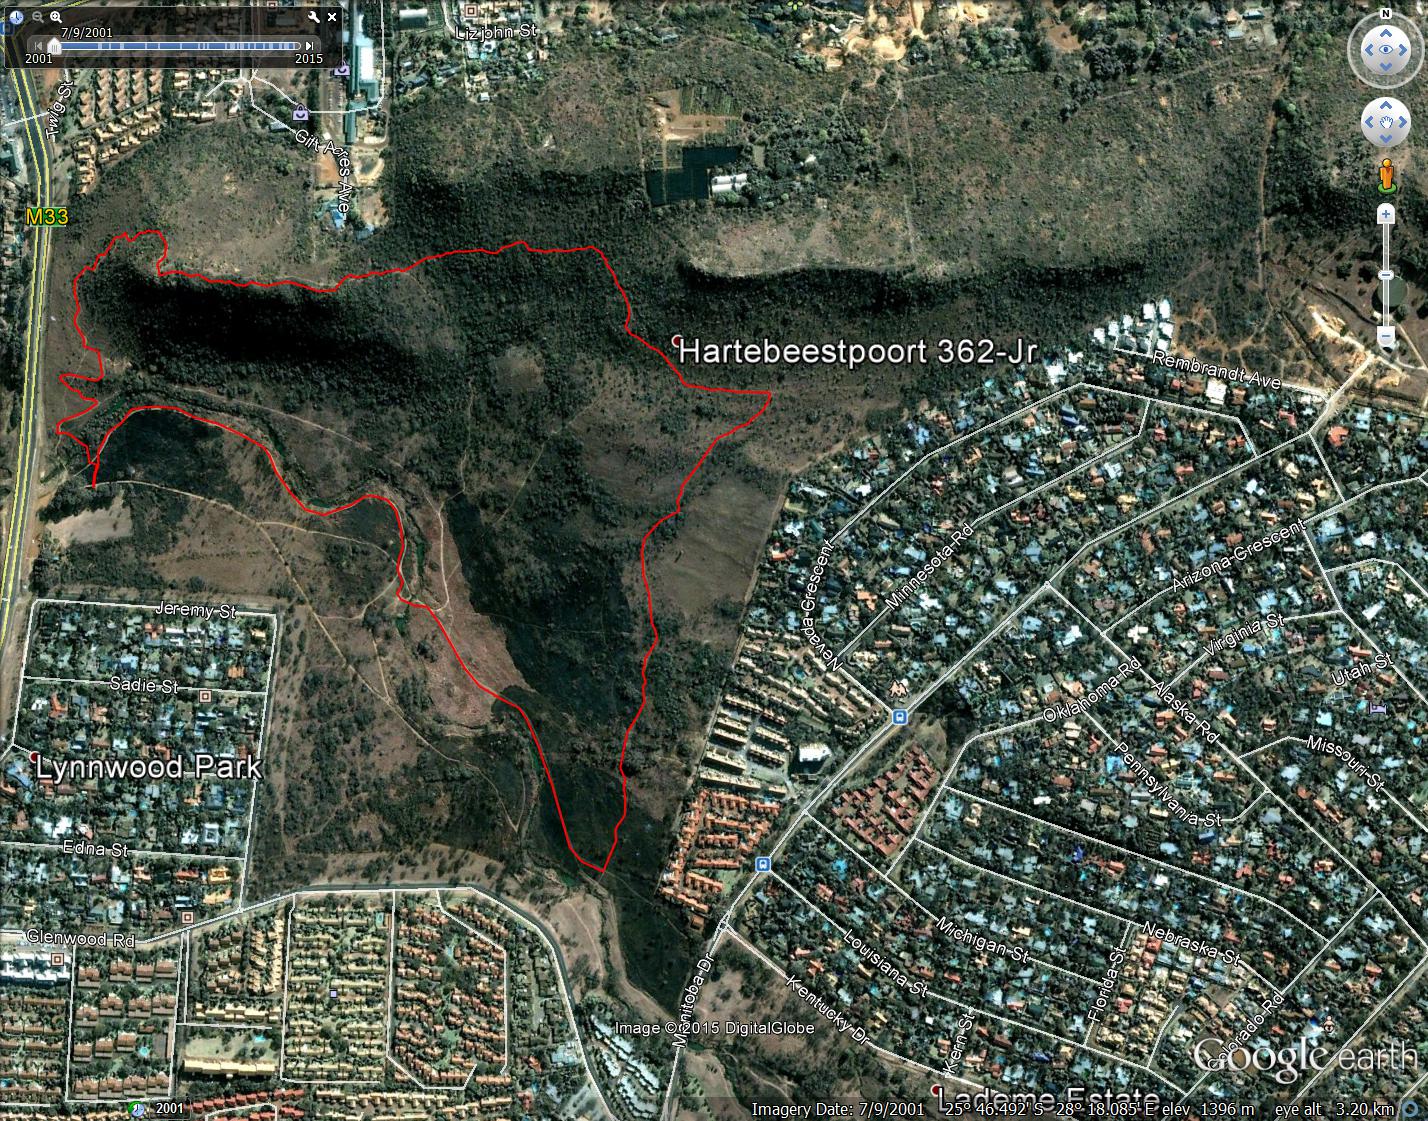 7/9/2001
2001
2015
Lizjohn St
N
Twig St
Gift Acres Ave
M33
Hartebeestpoort 362-Jr
Rembrandt Ave
Minnesota Rd
Nevada Crescent
Arizona Crescent
Virginia St
Utah St
Jeremy St
Sadie St
Oklahoma Rd
Alaska Rd
Missouri St
Pennsylvania St
Lynnwood Park
Edna St
Glenwood Rd
Michigan St
Nebraska St
Louisiana St
Florida St
Manitoba Dr
Kentucky Dr
Kern St
Colorado Rd
Image © 2015 DigitalGlobe
Google earth
Lademe Estate
2001
Imagery Date: 7/9/2001 25° 46.492' S 28° 18.085' E elev 1396 m eye alt 3.20 km